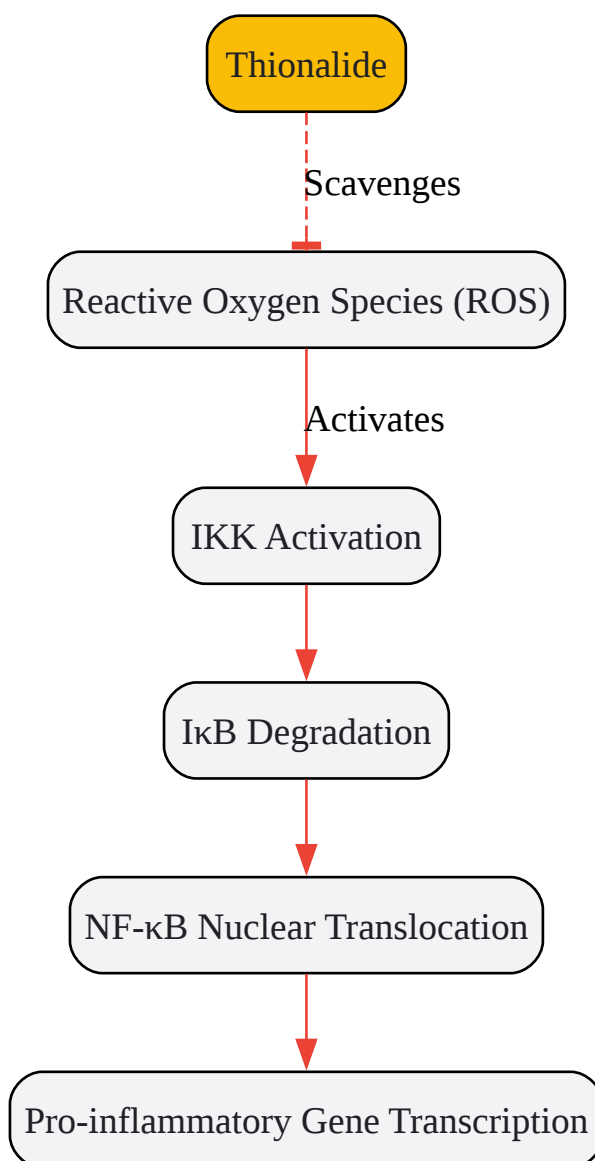 Thionalide
Scavenges
Reactive Oxygen Species (ROS)
Activates
IKK Activation
IκB Degradation
NF-κB Nuclear Translocation
Pro-inflammatory Gene Transcription